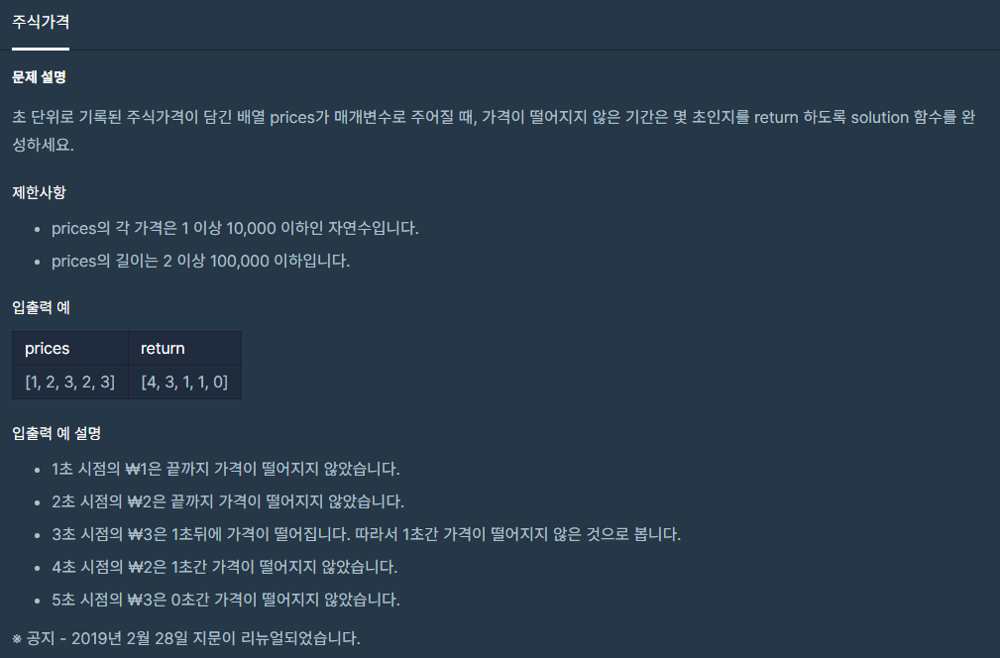 주식가격
문제 설명
초 단위로 기록된 주식가격이 담긴 배열 prices가 매개변수로 주어질 때, 가격이 떨어지지 않은 기간은 몇 초인지를 return 하도록 solution 함수를 완
성하세요.
제한사항
• prices의 각 가격은 1 이상 10,000 이하인 자연수입니다.
• prices의 길이는 2 이상 100,000 이하입니다.
입출력 예
prices return
[1, 2, 3, 2, 3] [4, 3, 1, 1, 0]
입출력 예 설명
• 1초 시점의 ₩1은 끝까지 가격이 떨어지지 않았습니다.
• 2초 시점의 ₩2은 끝까지 가격이 떨어지지 않았습니다.
• 3초 시점의 ₩3은 1초뒤에 가격이 떨어집니다. 따라서 1초간 가격이 떨어지지 않은 것으로 봅니다.
• 4초 시점의 ₩2은 1초간 가격이 떨어지지 않았습니다.
• 5초 시점의 ₩3은 0초간 가격이 떨어지지 않았습니다.
※ 공지 - 2019년 2월 28일 지문이 리뉴얼되었습니다.